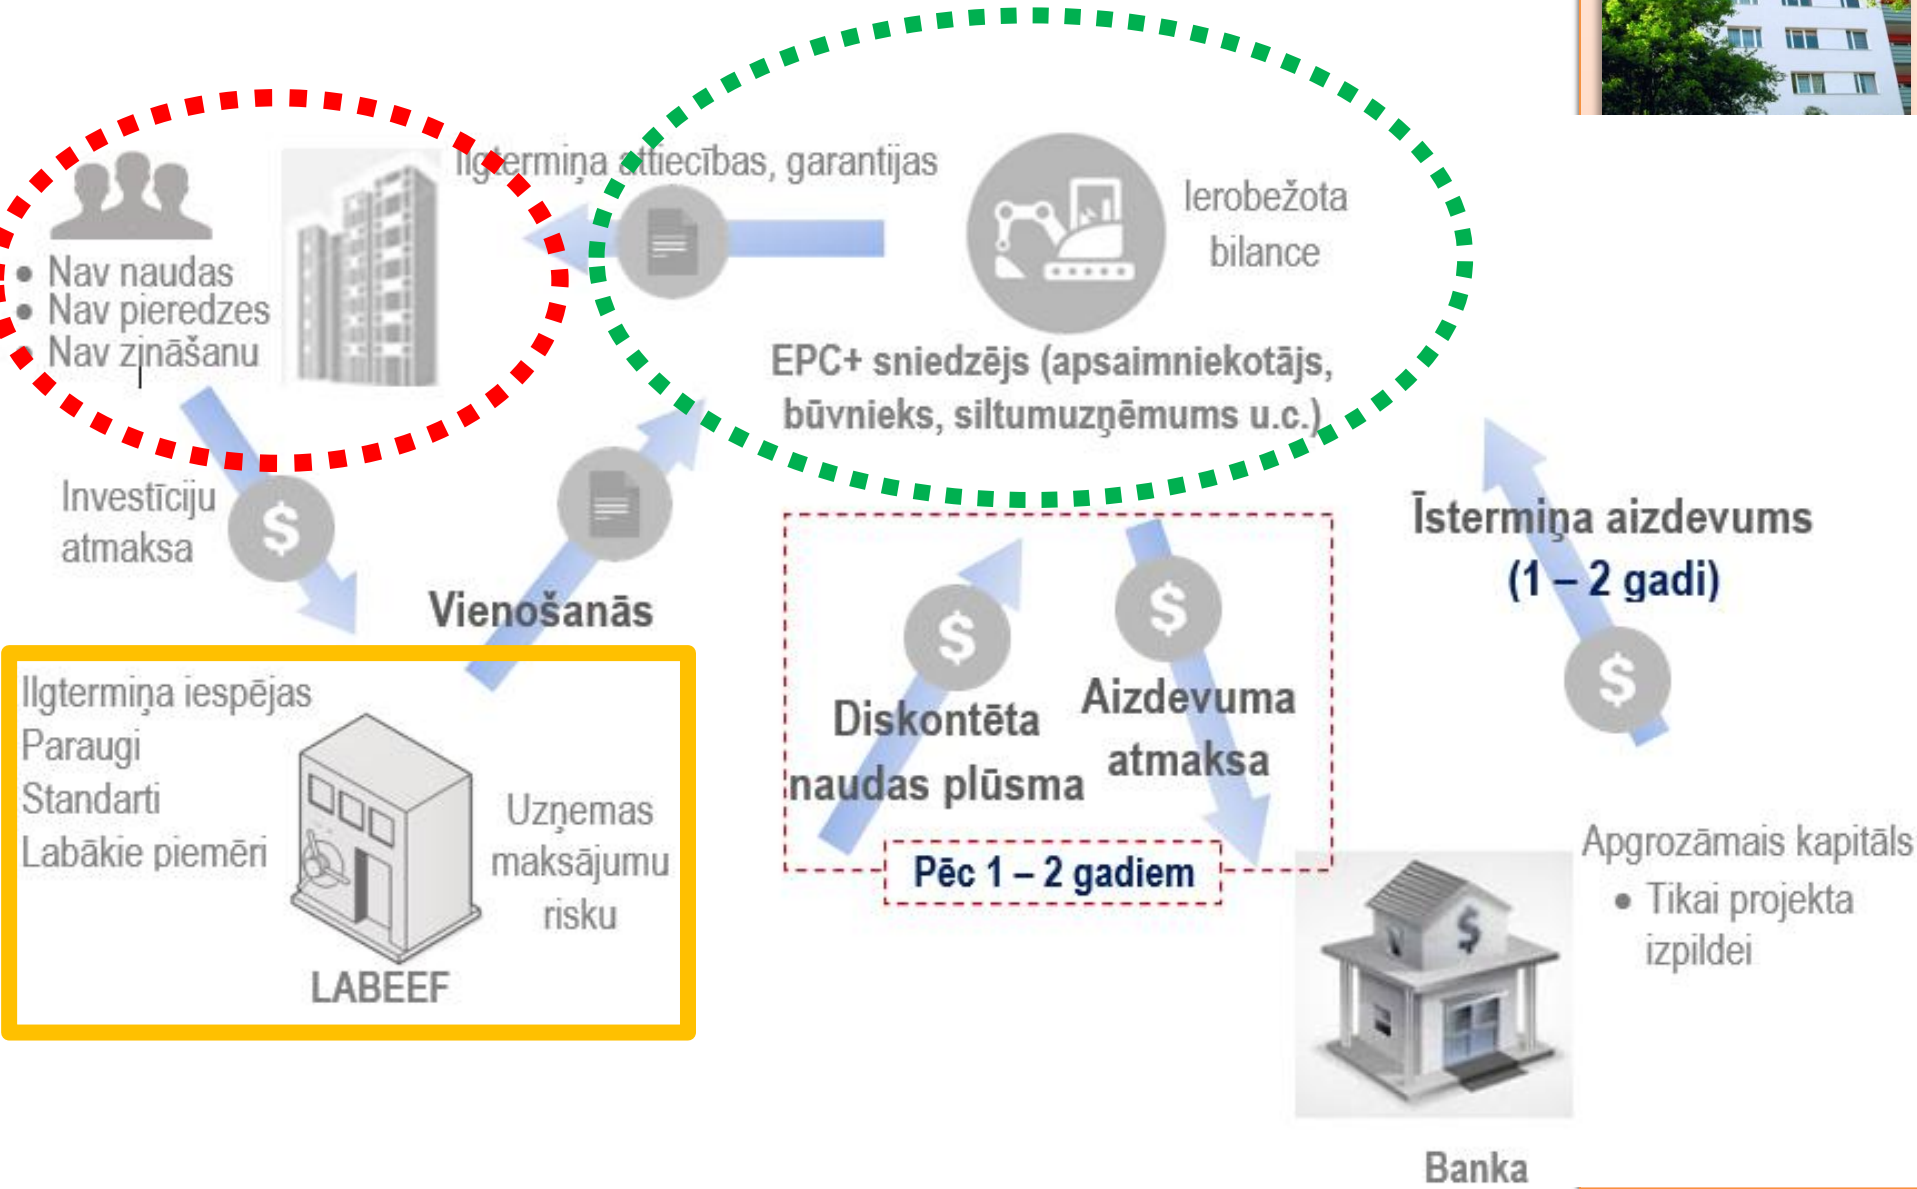 Ilgtermiņa attiecības, garantijas
Ierobežota
bilance
• Nav naudas
• Nav pieredzes
• Nav zināšanu
EPC+ sniedzējs (apsaimniekotājs,
būvnieks, siltumuzņēmums u.c.)
Investīciju
atmaksa
Vienošanās
Īstermiņa aizdevums
(1 – 2 gadi)
Ilgtermiņa iespējas
Paraugi
Standarti
Labākie piemēri
Uzņemas
maksājumu
risku
LABEEF
Diskontēta
naudas plūsma
Aizdevuma
atmaksa
Pēc 1 – 2 gadiem
Apgrozāmais kapitāls
• Tikai projekta
izpildei
Banka